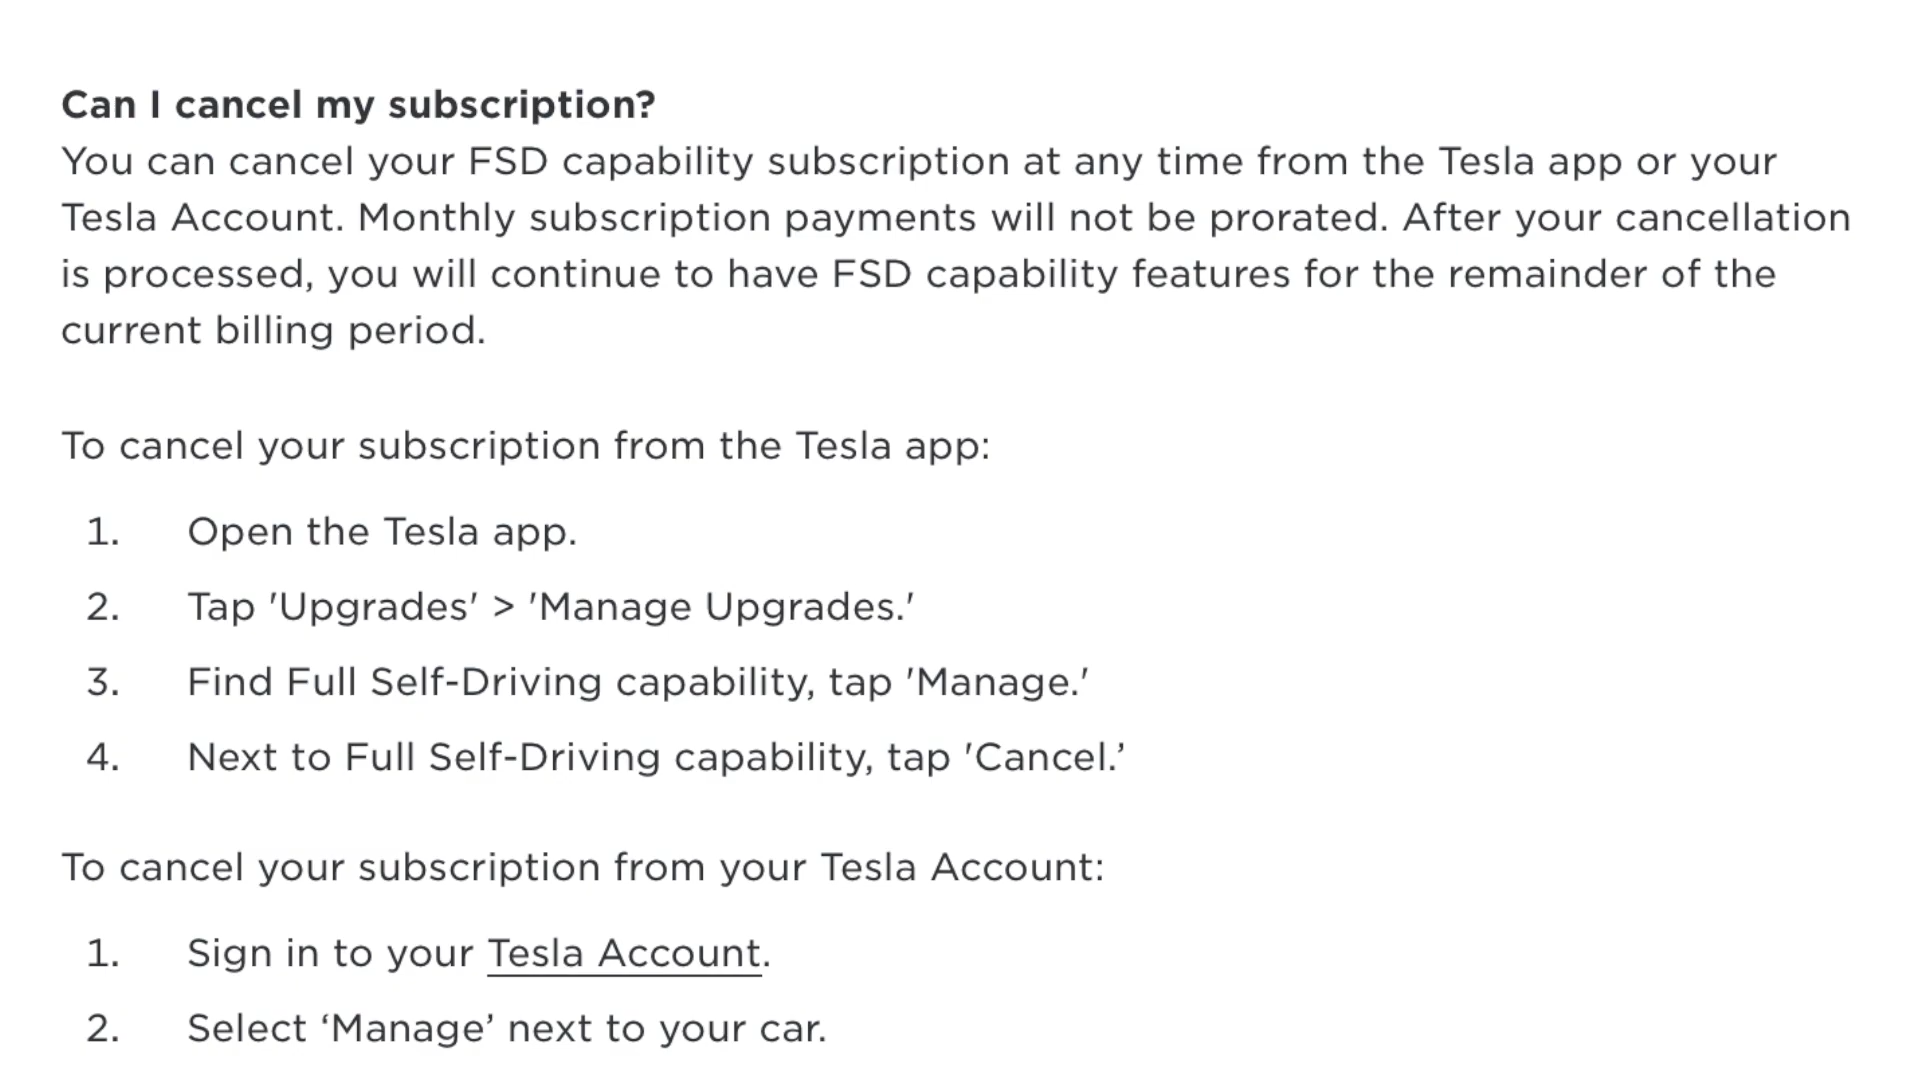 Can I cancel my subscription?
You can cancel your FSD capability subscription at any time from the Tesla app or your
Tesla Account. Monthly subscription payments will not be prorated. After your cancellation
is processed, you will continue to have FSD capability features for the remainder of the
current billing period.
To cancel your subscription from the Tesla app:
1. Open the Tesla app.
2. Tap 'Upgrades' > 'Manage Upgrades.'
3. Find Full Self-Driving capability, tap 'Manage.'
4. Next to Full Self-Driving capability, tap 'Cancel.’
To cancel your subscription from your Tesla Account:
1. Sign in to your Tesla Account.
2. Select ‘Manage’ next to your car.